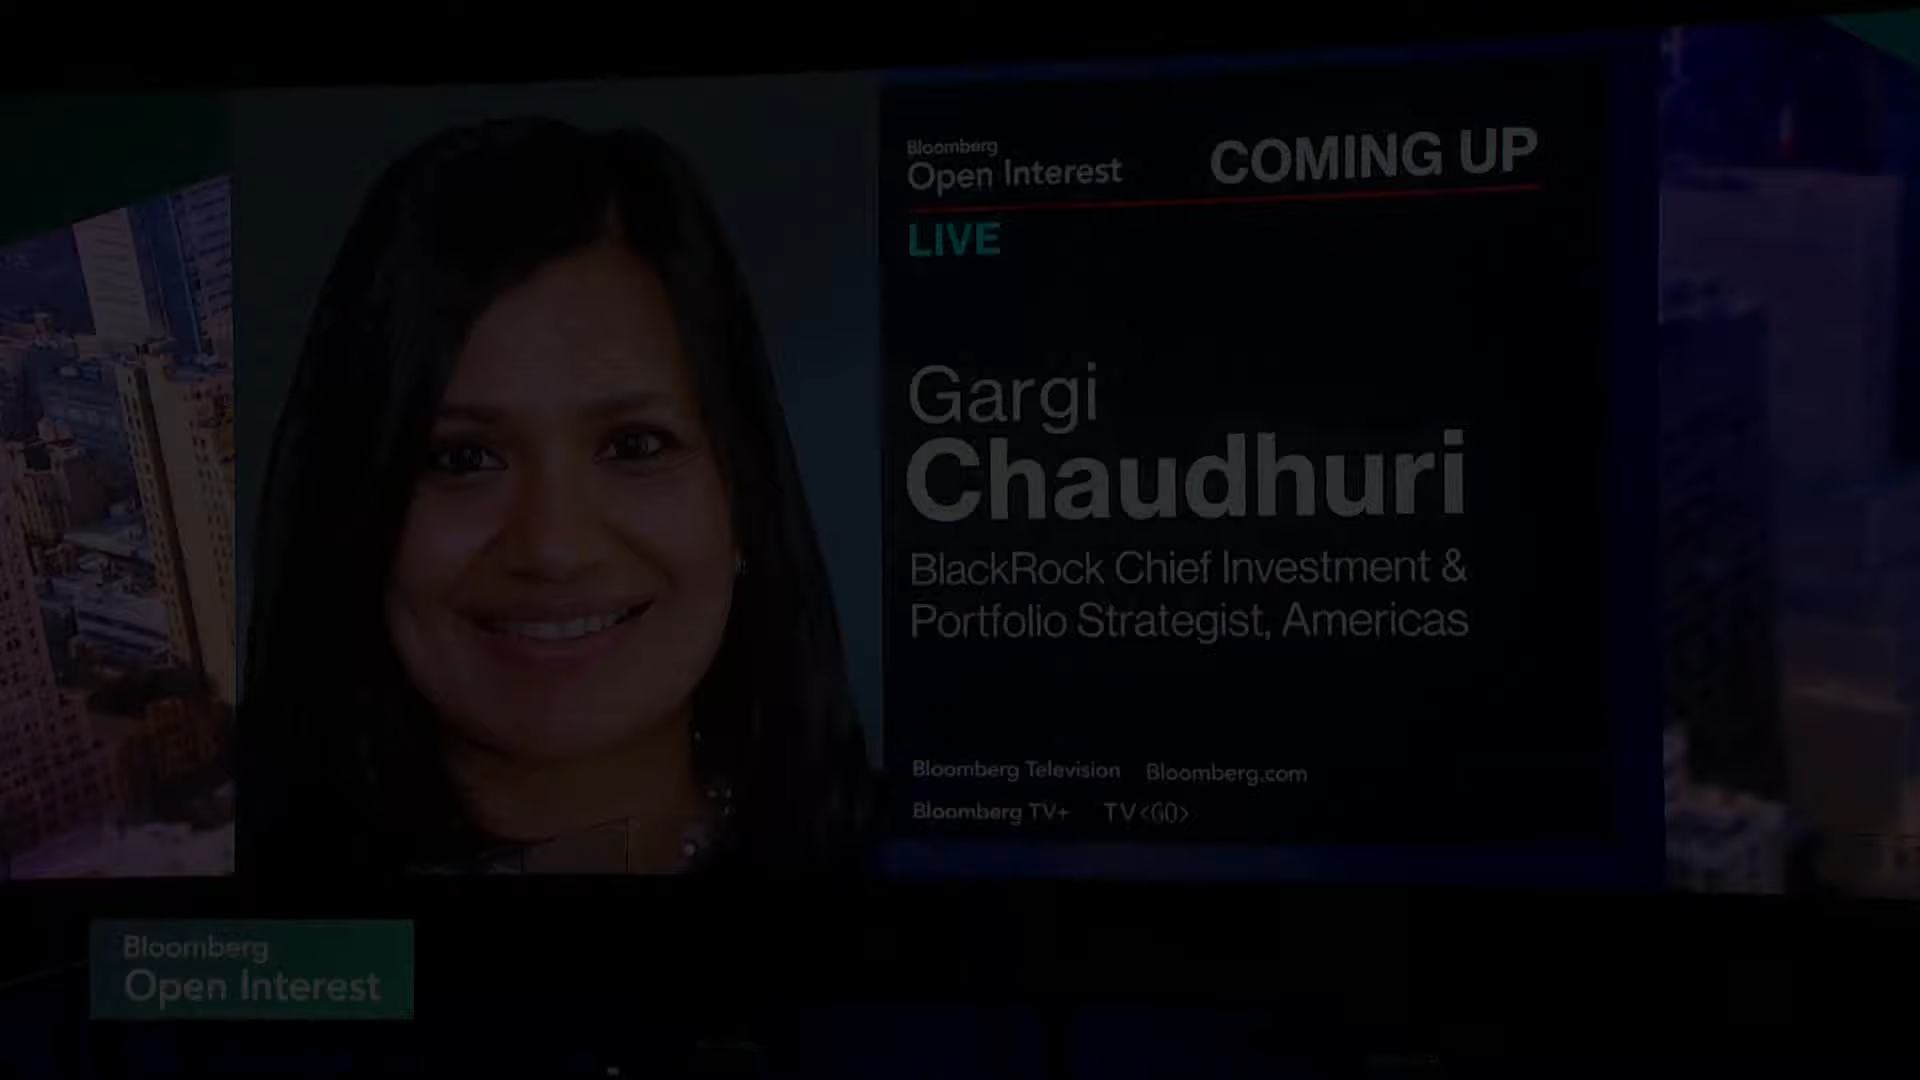 Bloomberg
Open Interest
COMING UP
LIVE
Gargi
Chaudhuri
BlackRock Chief Investment &
Portfolio Strategist, Americas
Bloomberg Television Bloomberg.com
Bloomberg TV+ TV<GO>
Bloomberg
Open Interest